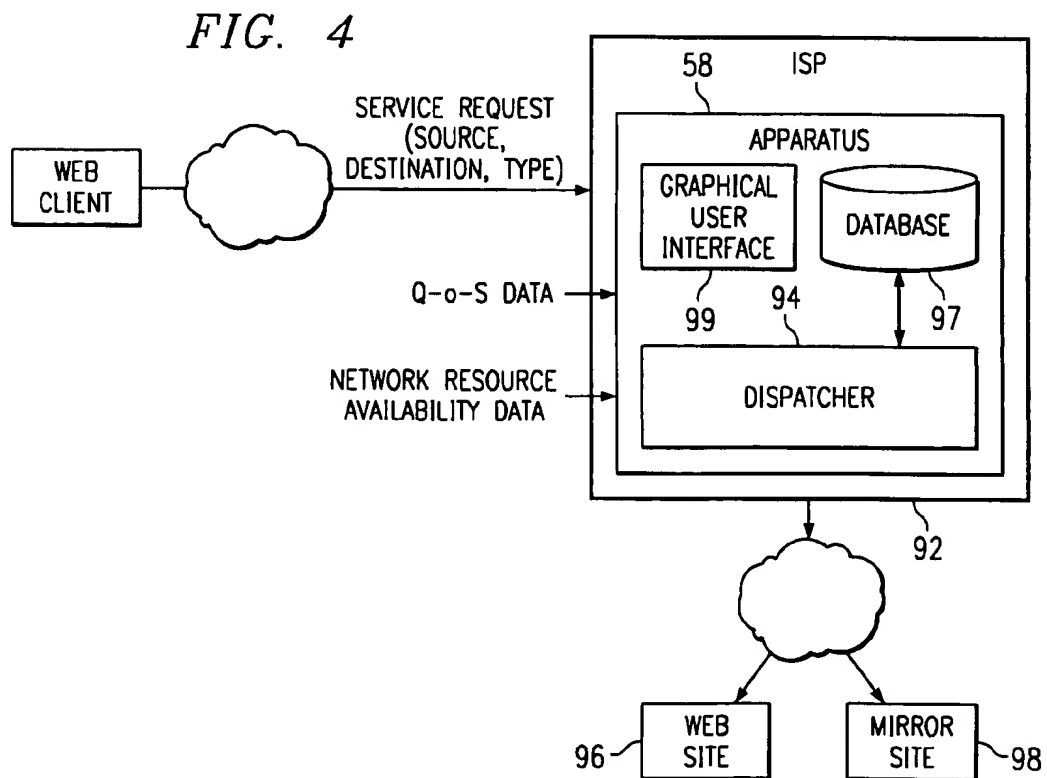 FIG. 4
58
ISP
SERVICE REQUEST
(SOURCE,
DESTINATION, TYPE)
APPARATUS
WEB
CLIENT
GRAPHICAL
USER
INTERFACE
DATABASE
Q-o-S DATA
99
94
97
NETWORK RESOURCE
AVAILABILITY DATA
DISPATCHER
92
96
WEB
SITE
MIRROR
SITE
98